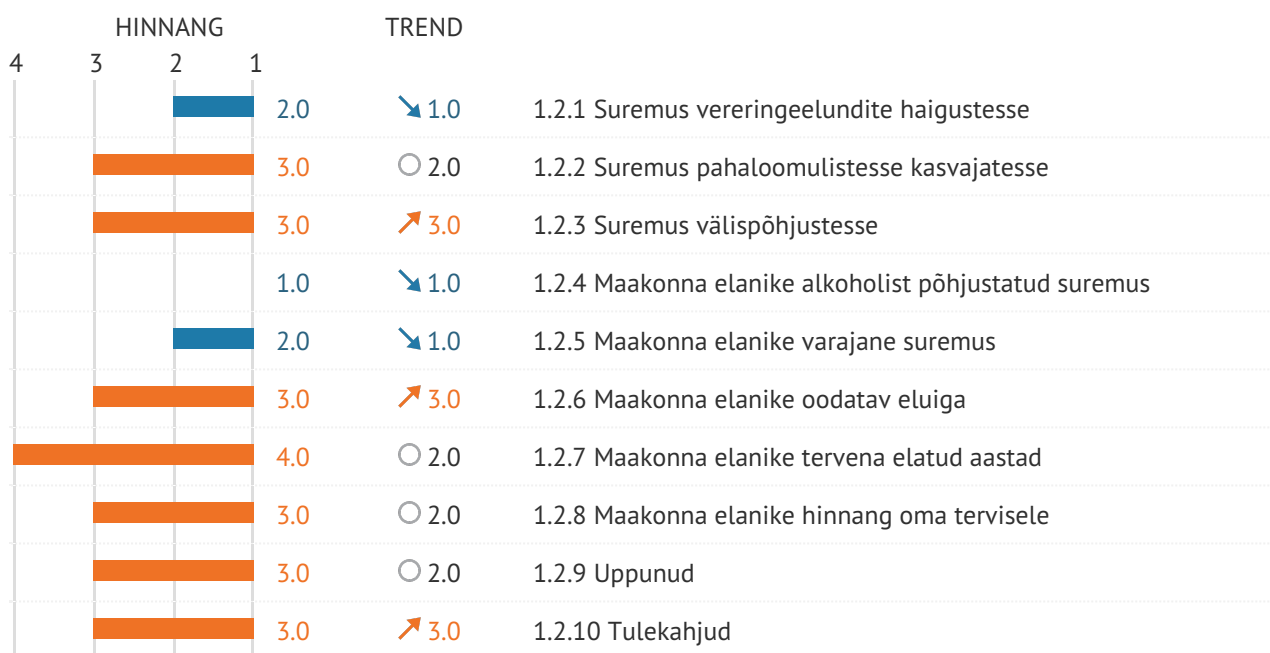 HINNANG TREND
4 3 2 1
2.0 1.0 1.2.1 Suremus vereringeelundite haigustesse
3.0 2.0 1.2.2 Suremus pahaloomulistesse kasvajatesse
3.0 3.0 1.2.3 Suremus välispõhjustesse
1.0 1.0 1.2.4 Maakonna elanike alkoholist põhjustatud suremus
2.0 1.0 1.2.5 Maakonna elanike varajane suremus
3.0 3.0 1.2.6 Maakonna elanike oodatav eluiga
4.0 2.0 1.2.7 Maakonna elanike tervena elatud aastad
3.0 2.0 1.2.8 Maakonna elanike hinnang oma tervisele
3.0 2.0 1.2.9 Uppunud
3.0 3.0 1.2.10 Tulekahjud